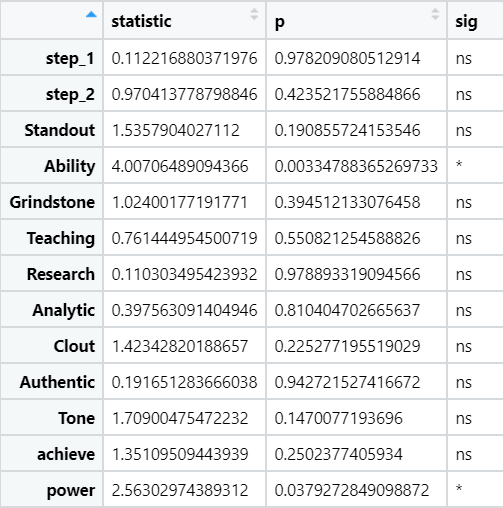 statistic p sig
step_1 0.112216880371976 0.978209080512914 ns
step_2 0.970413778798846 0.423521755884866 ns
Standout 1.5357904027112 0.190855724153546 ns
Ability 4.00706489094366 0.00334788365269733 *
Grindstone 1.02400177191771 0.394512133076458 ns
Teaching 0.761444954500719 0.550821254588826 ns
Research 0.110303495423932 0.978893319094566 ns
Analytic 0.397563091404946 0.810404702665637 ns
Clout 1.42342820188657 0.225277195519029 ns
Authentic 0.191651283666038 0.942721527416672 ns
Tone 1.70900475472232 0.1470077193696 ns
achieve 1.35109509443939 0.2502377405934 ns
power 2.56302974389312 0.0379272849098872 *